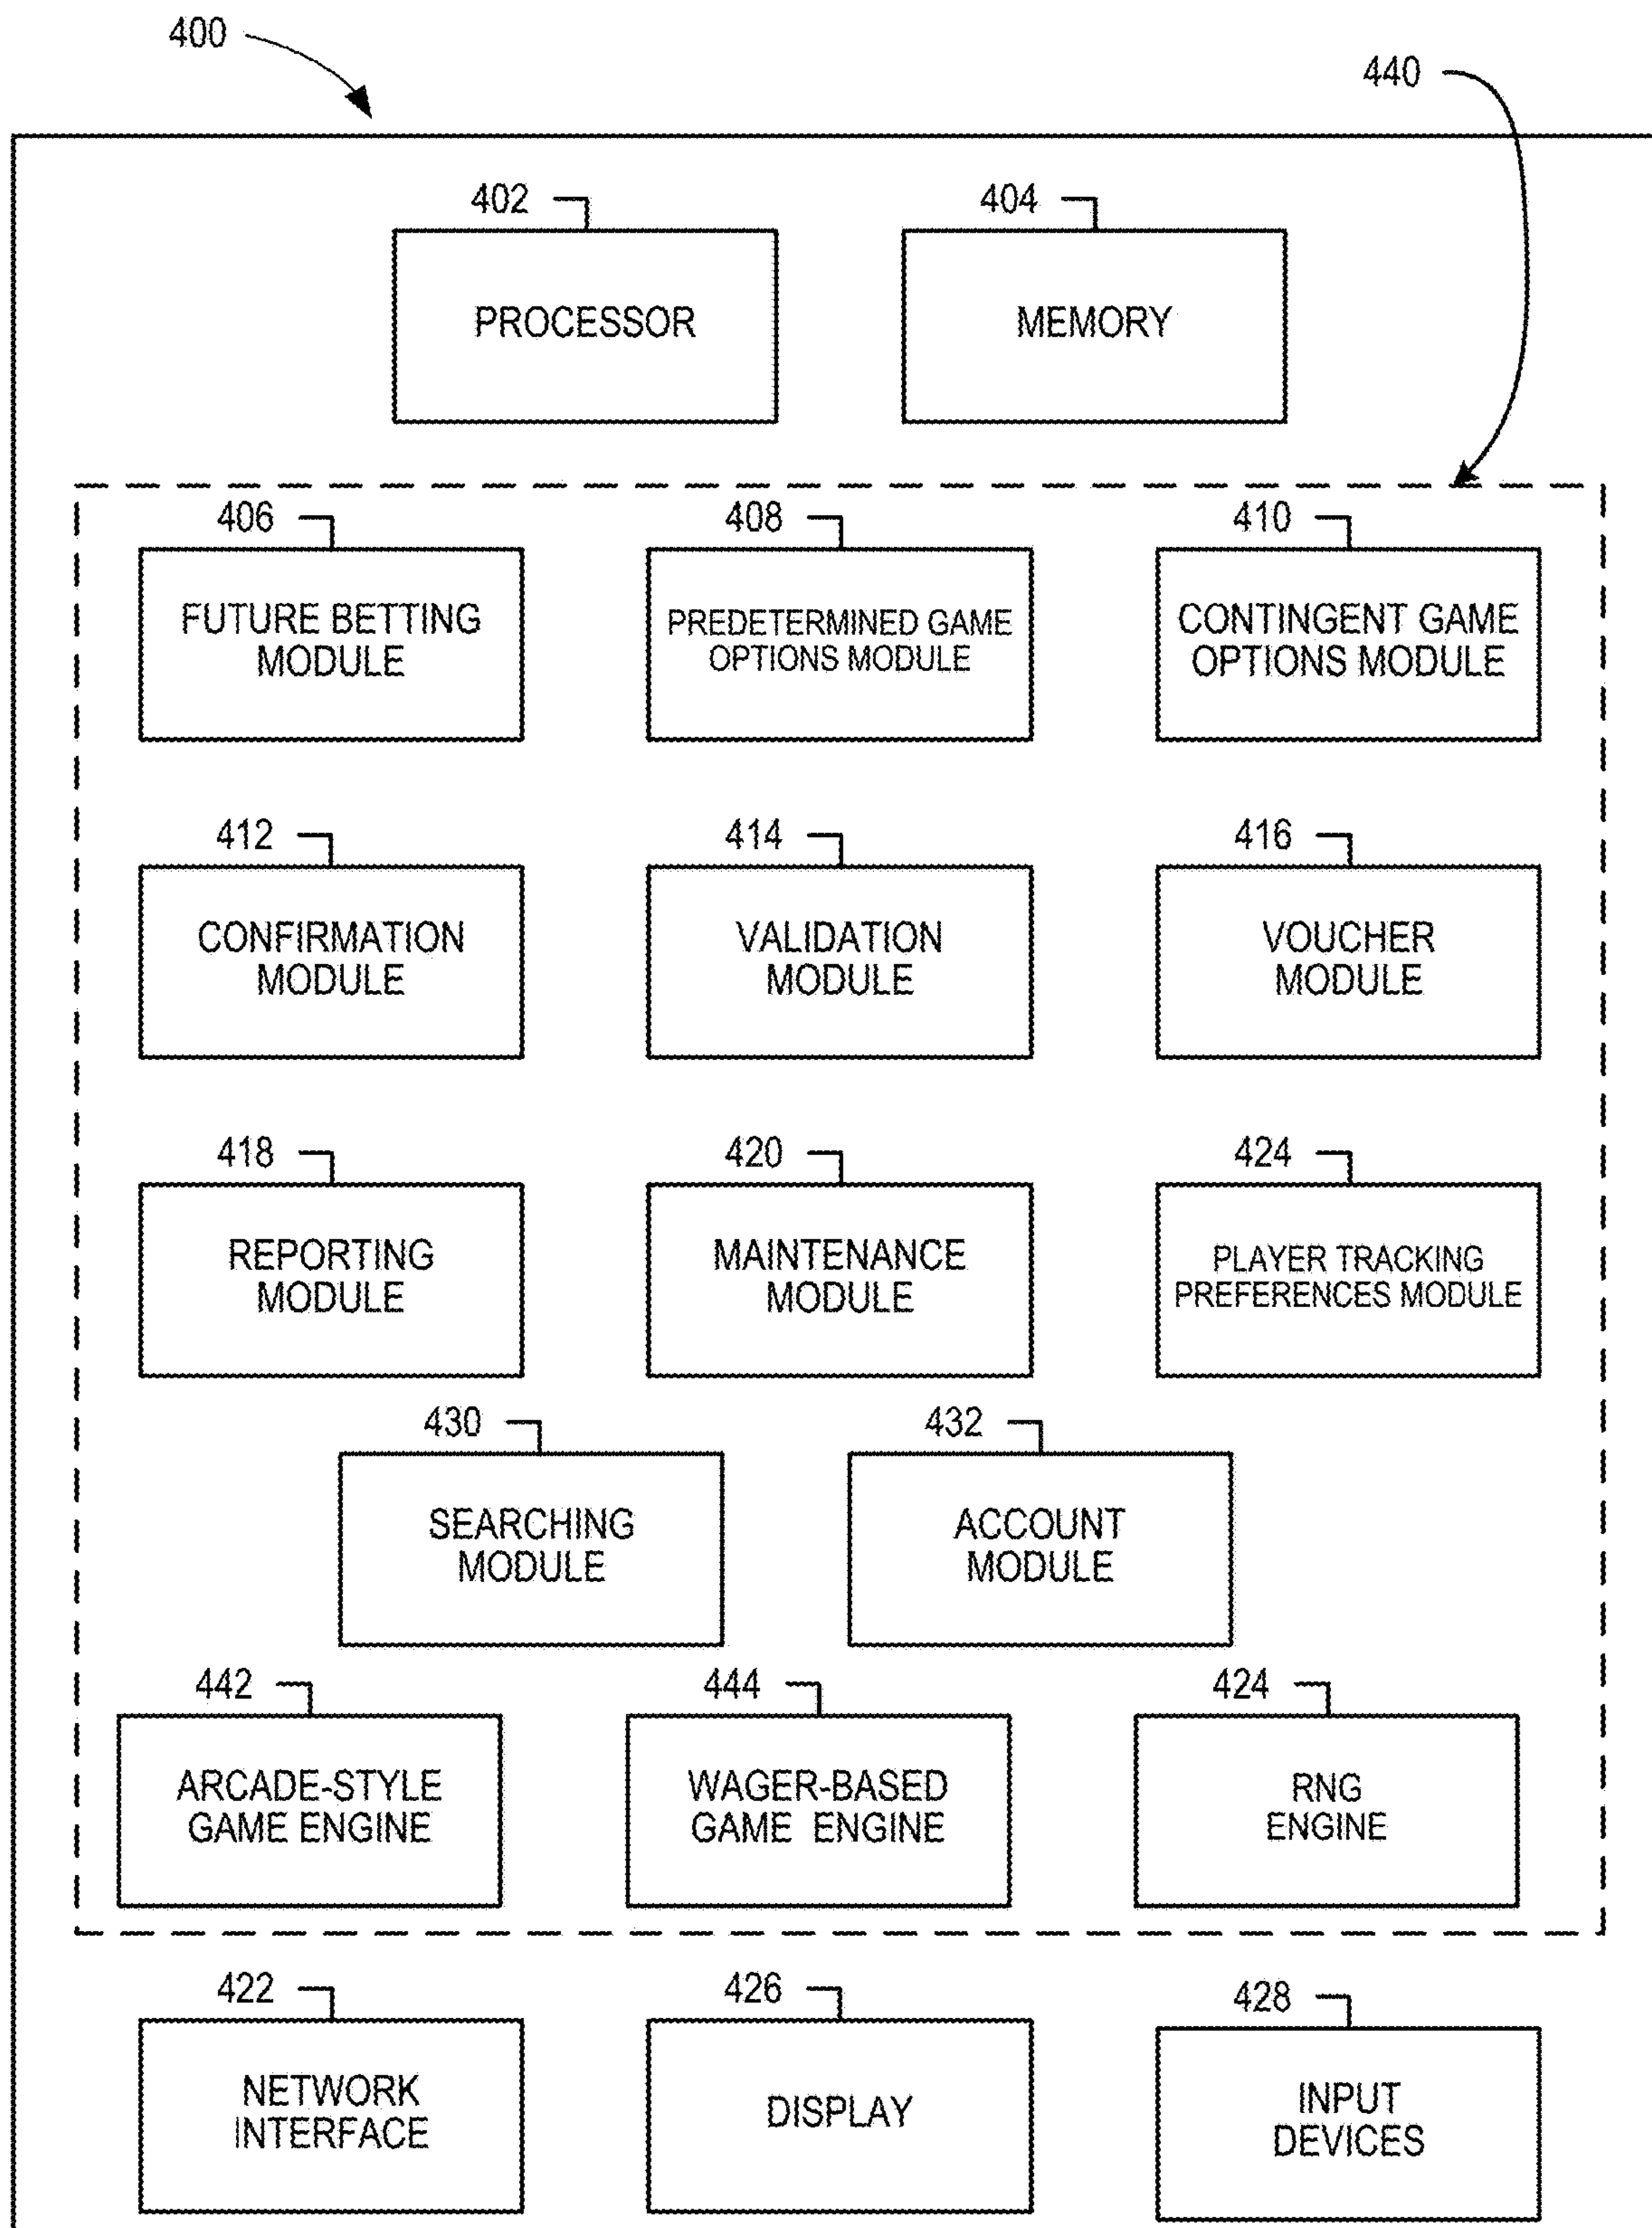 400
440
402
404
PROCESSOR
MEMORY
406
408
410
FUTURE BETTING
MODULE
PREDETERMINED GAME
OPTIONS MODULE
CONTINGENT GAME
OPTIONS MODULE
412
414
416
CONFIRMATION
MODULE
VALIDATION
MODULE
VOUCHER
MODULE
418
420
424
REPORTING
MODULE
MAINTENANCE
MODULE
PLAYER TRACKING
PREFERENCES MODULE
430
432
SEARCHING
MODULE
ACCOUNT
MODULE
442
444
424
ARCADE-STYLE
GAME ENGINE
WAGER-BASED
GAME ENGINE
RNG
ENGINE
422
426
428
NETWORK
INTERFACE
DISPLAY
INPUT
DEVICES